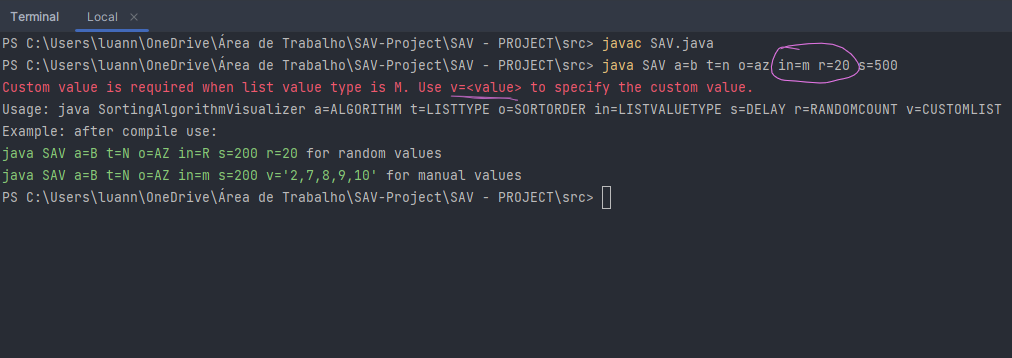 Terminal Local ×
PS C:\Users\luann\OneDrive\Área de Trabalho\SAV-Project\SAV - PROJECT\src> javac SAV.java
PS C:\Users\luann\OneDrive\Área de Trabalho\SAV-Project\SAV - PROJECT\src> java SAV a=b t=n o=az in=m r=20 s=500
Custom value is required when list value type is M. Use v=<value> to specify the custom value.
Usage: java SortingAlgorithmVisualizer a=ALGORITHM t=LISTTYPE o=SORTORDER in=LISTVALUETYPE s=DELAY r=RANDOMCOUNT v=CUSTOMLIST
Example: after compile use:
java SAV a=B t=N o=AZ in=R s=200 r=20 for random values
java SAV a=B t=N o=AZ in=m s=200 v='2,7,8,9,10' for manual values
PS C:\Users\luann\OneDrive\Área de Trabalho\SAV-Project\SAV - PROJECT\src>